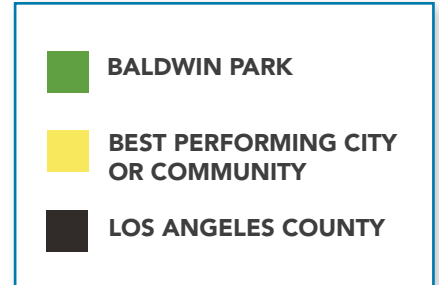 BALDWIN PARK
BEST PERFORMING CITY
OR COMMUNITY
LOS ANGELES COUNTY